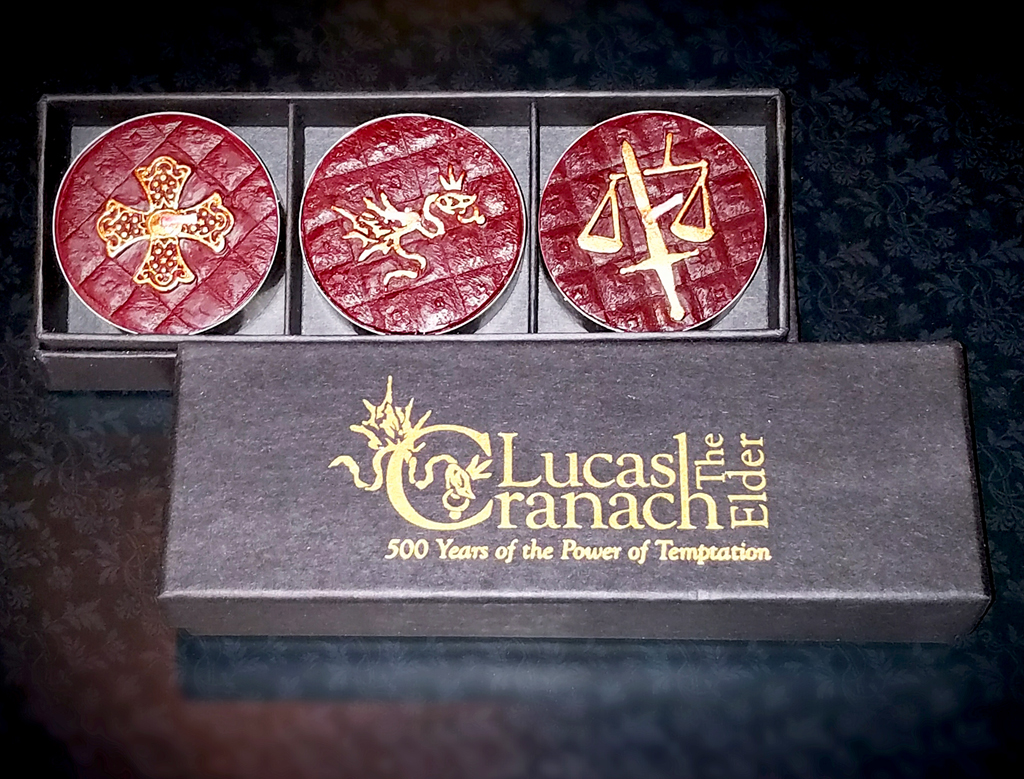 Lucas
Cranach
The
Elder
500 Years of the Power of Temptation